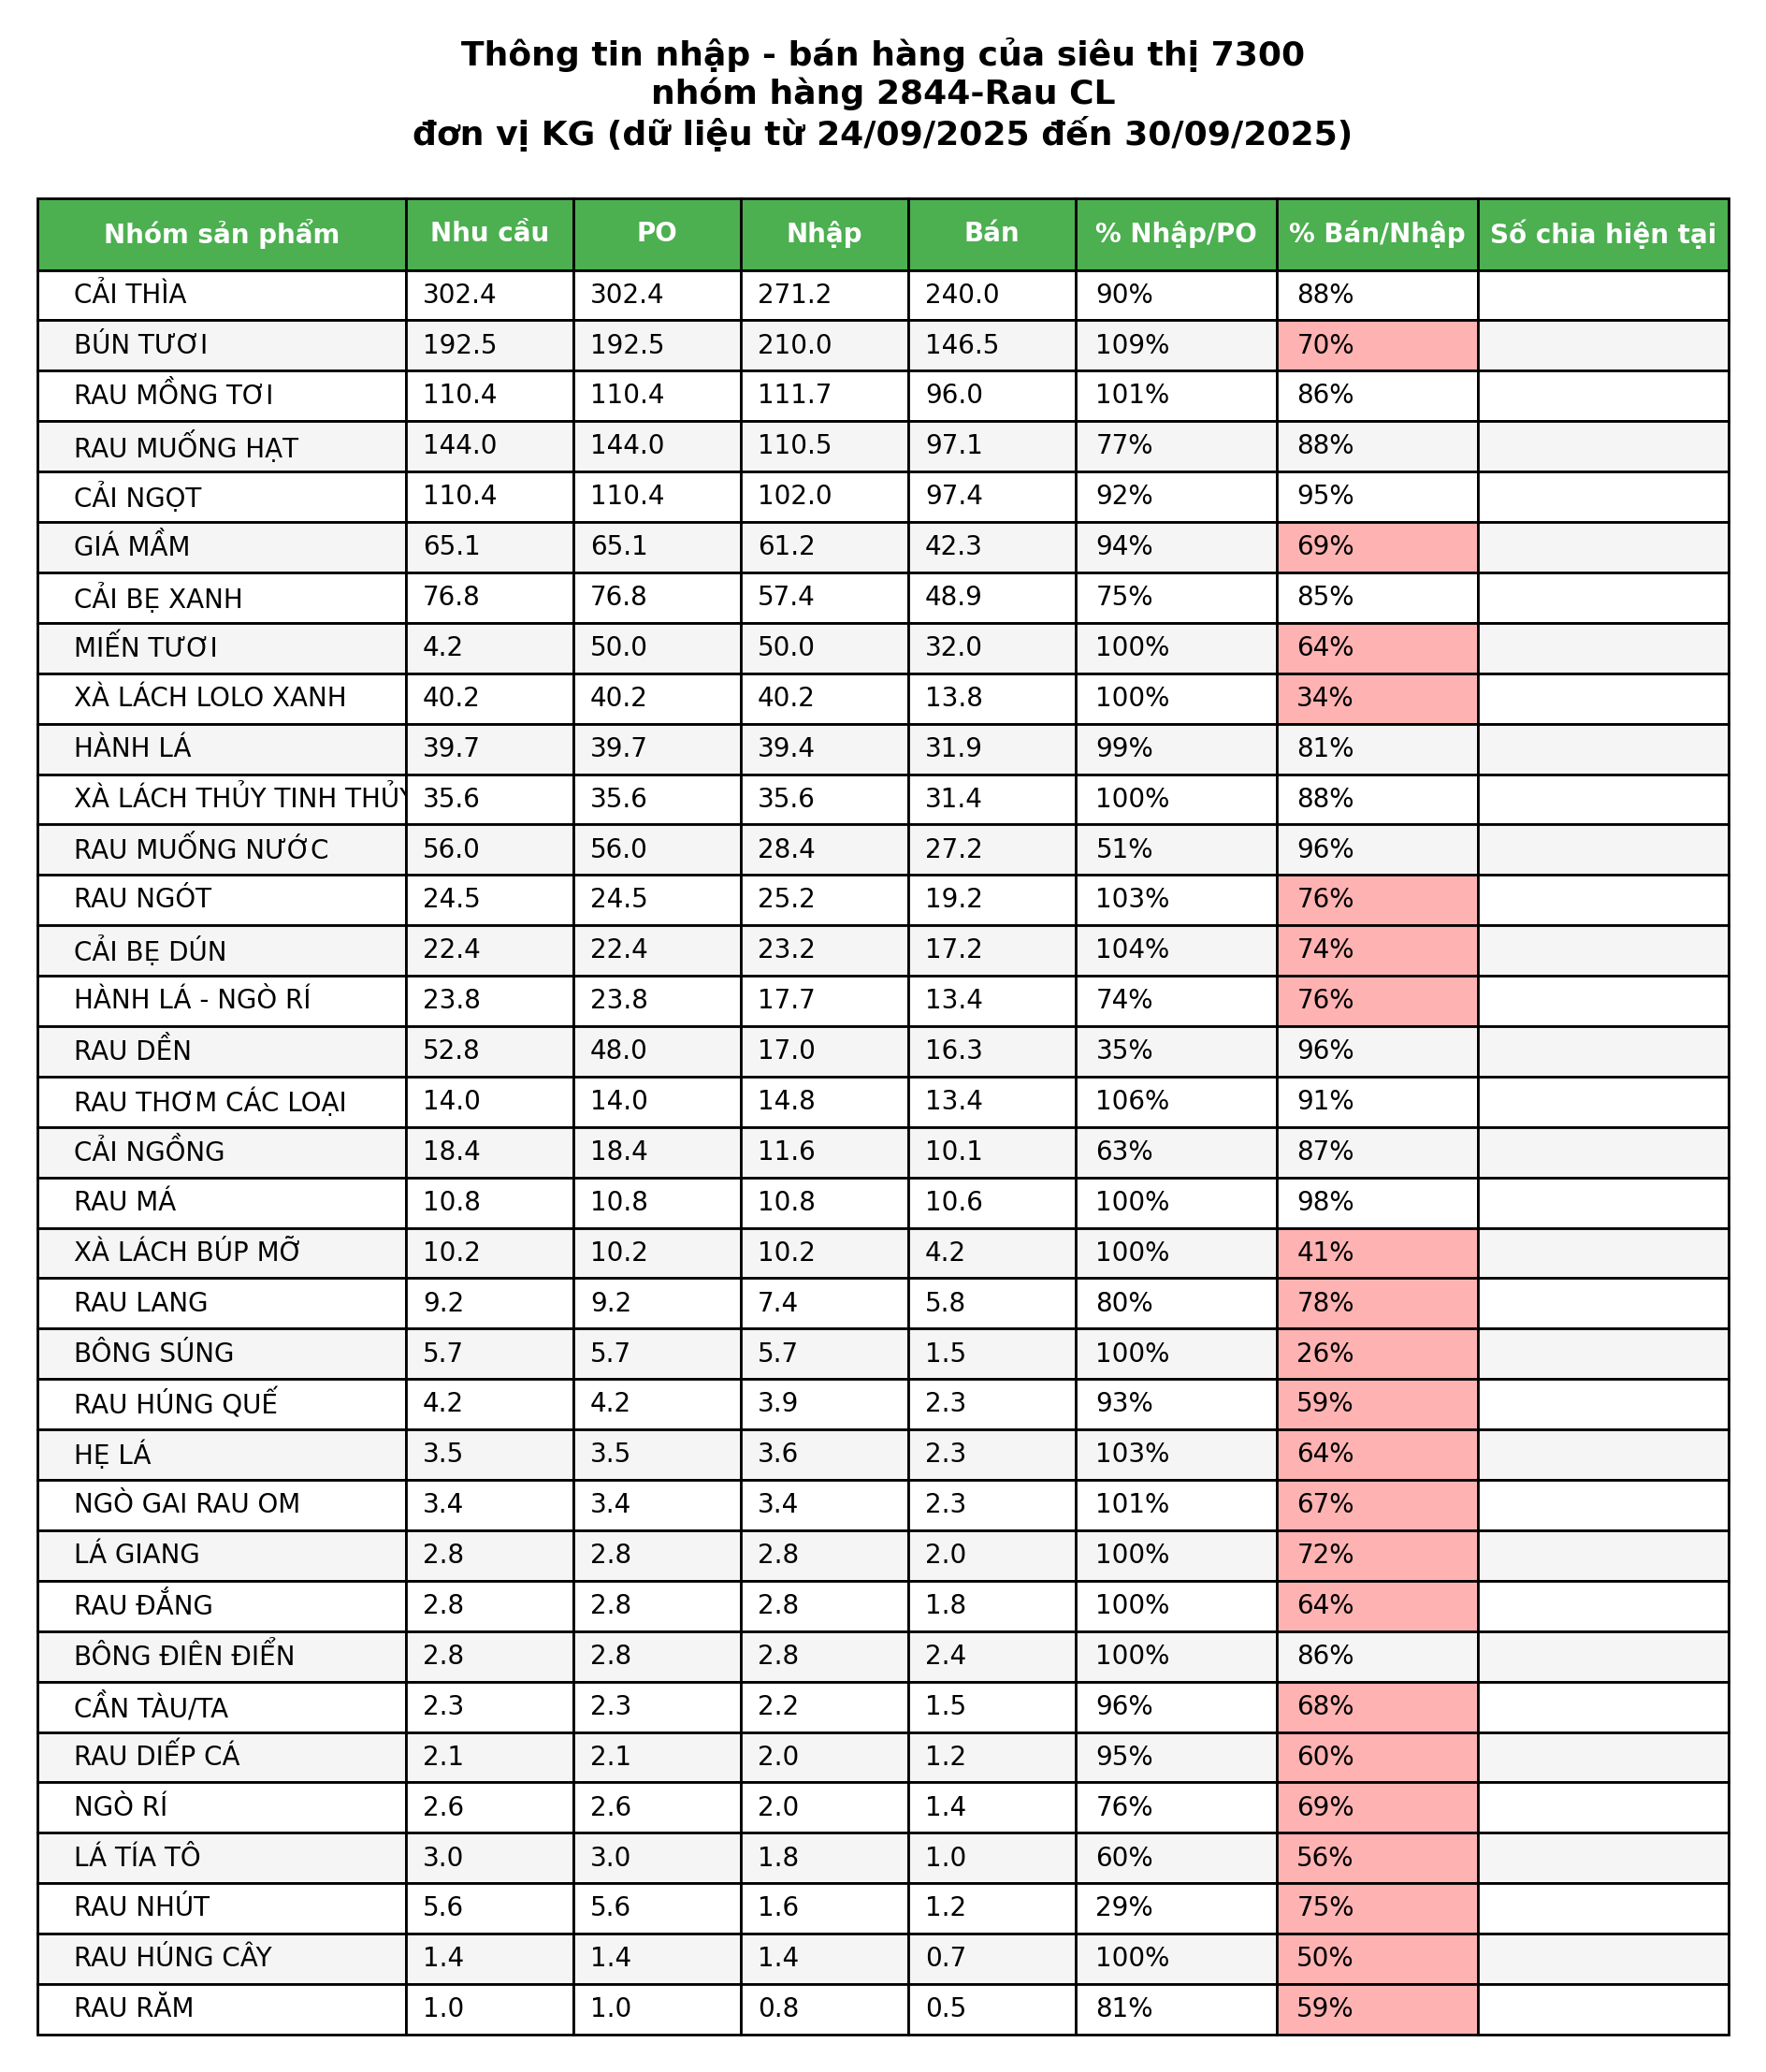 Thông tin nhập - bán hàng của siêu thị 7300
nhóm hàng 2844-Rau CL
đơn vị KG (dữ liệu từ 24/09/2025 đến 30/09/2025)
Nhóm sản phẩm Nhu cầu PO Nhập Bán % Nhập/PO % Bán/Nhập Số chia hiện tại
CẢI THÌA 302.4 302.4 271.2 240.0 90% 88%
BÚN TƯƠI 192.5 192.5 210.0 146.5 109% 70%
RAU MỒNG TƠI 110.4 110.4 111.7 96.0 101% 86%
RAU MUỐNG HẠT 144.0 144.0 110.5 97.1 77% 88%
CẢI NGỌT 110.4 110.4 102.0 97.4 92% 95%
GIÁ MẦM 65.1 65.1 61.2 42.3 94% 69%
CẢI BẸ XANH 76.8 76.8 57.4 48.9 75% 85%
MIẾN TƯƠI 4.2 50.0 50.0 32.0 100% 64%
XÀ LÁCH LOLO XANH 40.2 40.2 40.2 13.8 100% 34%
HÀNH LÁ 39.7 39.7 39.4 31.9 99% 81%
XÀ LÁCH THỦY TINH THỦY 35.6 35.6 35.6 31.4 100% 88%
RAU MUỐNG NƯỚC 56.0 56.0 28.4 27.2 51% 96%
RAU NGÓT 24.5 24.5 25.2 19.2 103% 76%
CẢI BẸ DÚN 22.4 22.4 23.2 17.2 104% 74%
HÀNH LÁ - NGÒ RÍ 23.8 23.8 17.7 13.4 74% 76%
RAU DỀN 52.8 48.0 17.0 16.3 35% 96%
RAU THƠM CÁC LOẠI 14.0 14.0 14.8 13.4 106% 91%
CẢI NGỒNG 18.4 18.4 11.6 10.1 63% 87%
RAU MÁ 10.8 10.8 10.8 10.6 100% 98%
XÀ LÁCH BÚP MỠ 10.2 10.2 10.2 4.2 100% 41%
RAU LANG 9.2 9.2 7.4 5.8 80% 78%
BÔNG SÚNG 5.7 5.7 5.7 1.5 100% 26%
RAU HÚNG QUẾ 4.2 4.2 3.9 2.3 93% 59%
HẸ LÁ 3.5 3.5 3.6 2.3 103% 64%
NGÒ GAI RAU OM 3.4 3.4 3.4 2.3 101% 67%
LÁ GIANG 2.8 2.8 2.8 2.0 100% 72%
RAU ĐẮNG 2.8 2.8 2.8 1.8 100% 64%
BÔNG ĐIÊN ĐIỂN 2.8 2.8 2.8 2.4 100% 86%
CẦN TÀU/TA 2.3 2.3 2.2 1.5 96% 68%
RAU DIẾP CÁ 2.1 2.1 2.0 1.2 95% 60%
NGÒ RÍ 2.6 2.6 2.0 1.4 76% 69%
LÁ TÍA TÔ 3.0 3.0 1.8 1.0 60% 56%
RAU NHÚT 5.6 5.6 1.6 1.2 29% 75%
RAU HÚNG CÂY 1.4 1.4 1.4 0.7 100% 50%
RAU RĂM 1.0 1.0 0.8 0.5 81% 59%